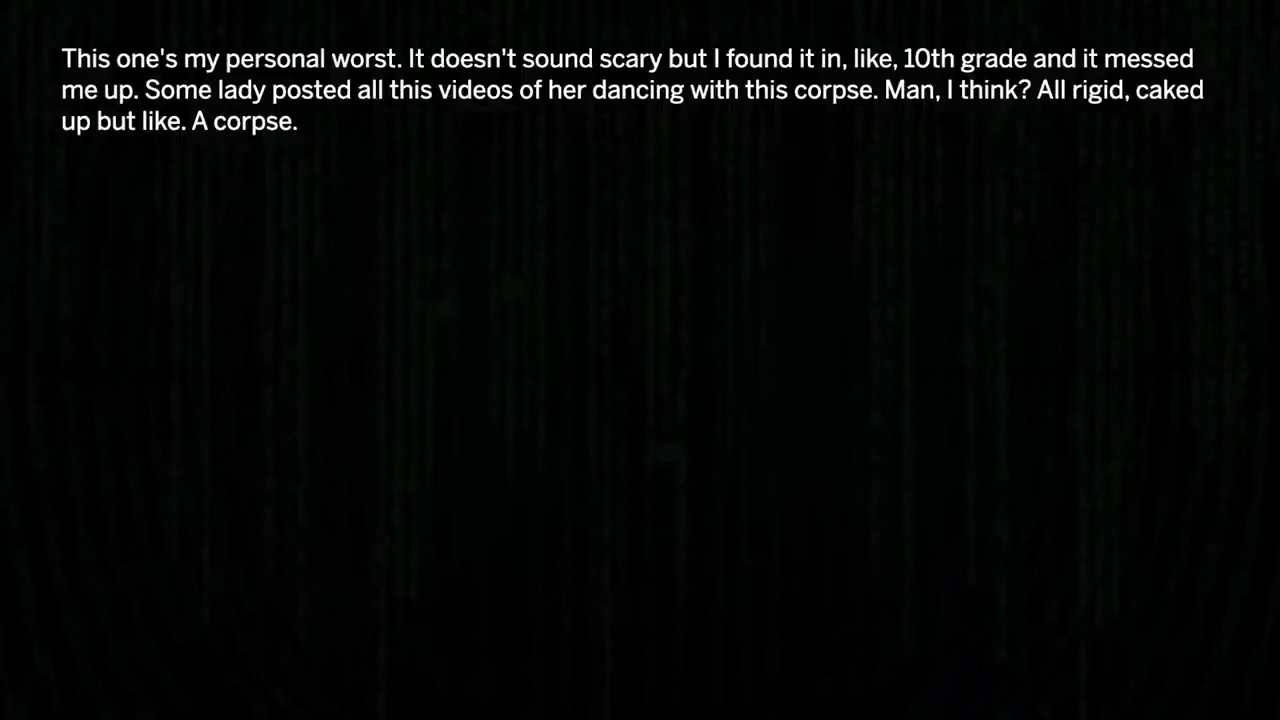 This one's my personal worst. It doesn't sound scary but I found it in, like, 10th grade and it messed
me up. Some lady posted all this videos of her dancing with this corpse. Man, I think? All rigid, caked
up but like. A corpse.